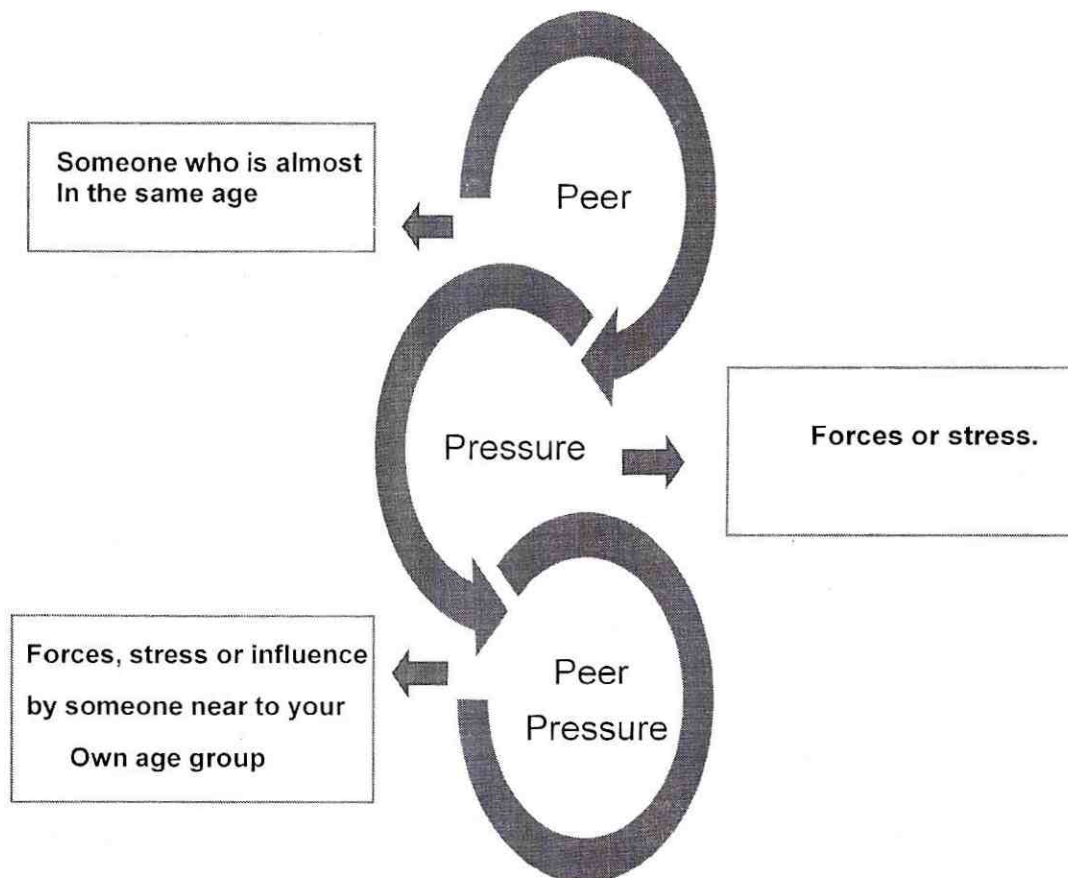 Someone who is almost
In the same age
Peer
Pressure
Forces or stress.
Forces, stress or influence
by someone near to your
Own age group
Peer
Pressure